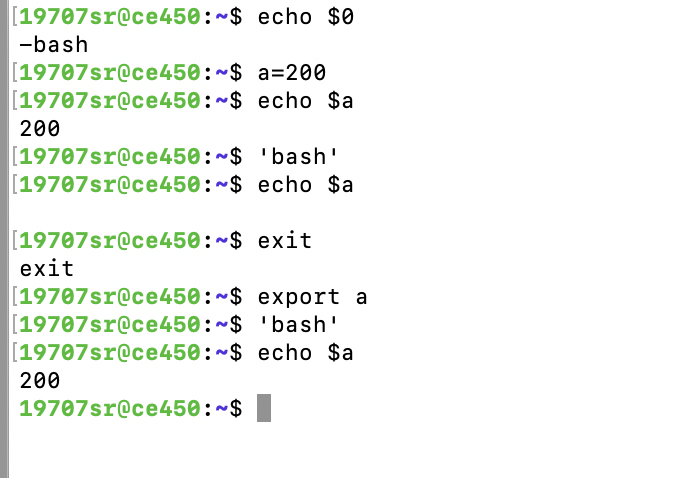 [19707sr@ce450:~$ echo $0
-bash
[19707sr@ce450:~$ a=200
[19707sr@ce450:~$ echo $a
200
[19707sr@ce450:~$ 'bash'
[19707sr@ce450:~$ echo $a
[19707sr@ce450:~$ exit
exit
[19707sr@ce450:~$ export a
[19707sr@ce450:~$ 'bash'
[19707sr@ce450:~$ echo $a
200
19707sr@ce450:~$